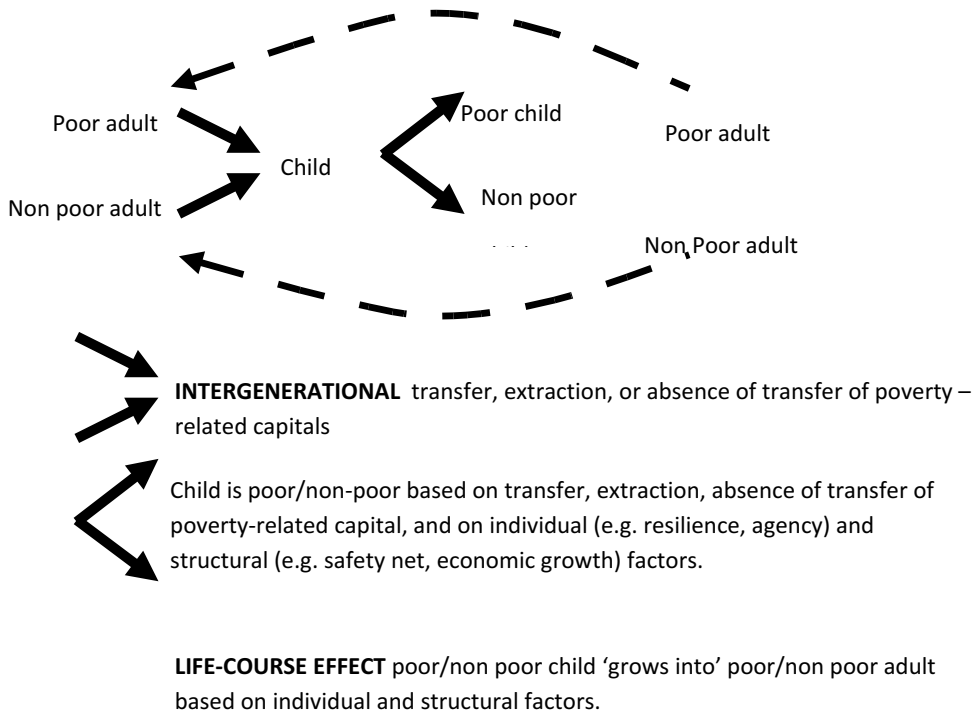 Poor adult
Non poor adult
Child
Poor child
Non poor
Poor adult
Non Poor adult
INTERGENERATIONAL transfer, extraction, or absence of transfer of poverty –
related capitals
Child is poor/non-poor based on transfer, extraction, absence of transfer of
poverty-related capital, and on individual (e.g. resilience, agency) and
structural (e.g. safety net, economic growth) factors.
LIFE-COURSE EFFECT poor/non poor child ‘grows into’ poor/non poor adult
based on individual and structural factors.